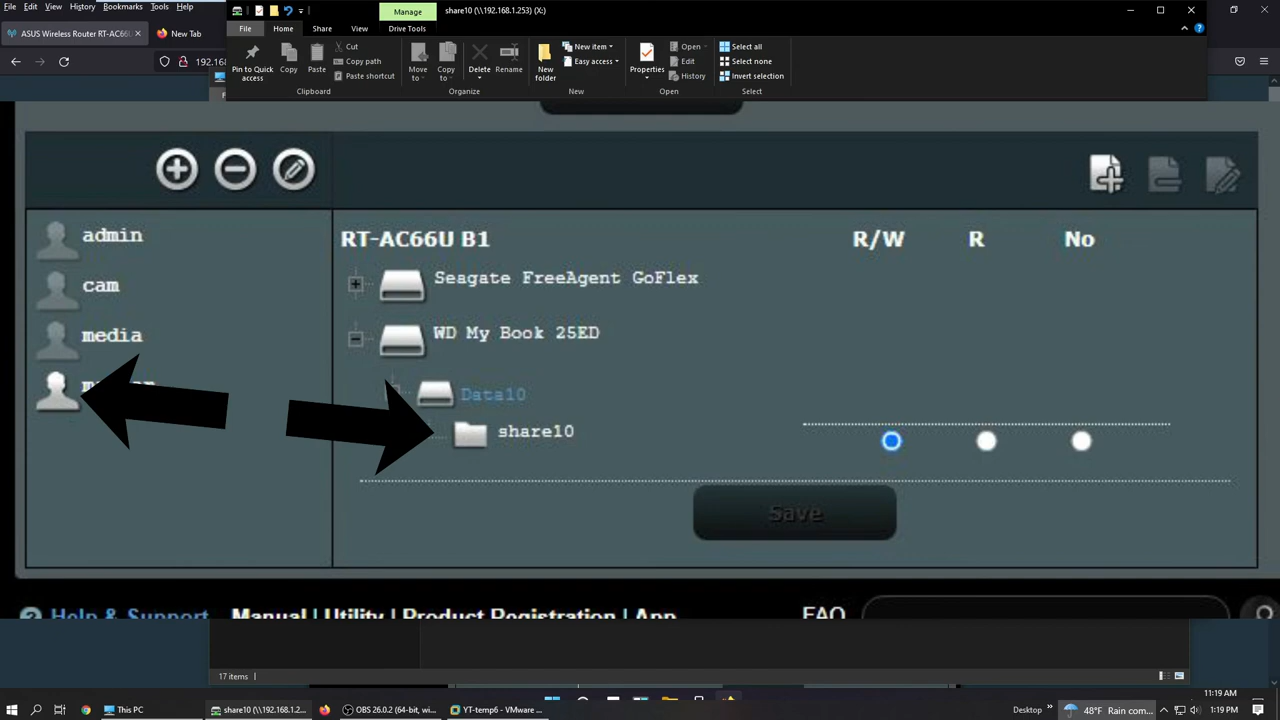 File Edit View History Bookmarks Tools Help
Manage
share10 (\\192.168.1.253) (X:)
ASUS Wireless Router RT-AC66U
New Tab
File Home Share View Drive Tools
192.168
Pin to Quick access
Copy
Paste
Cut
Copy path
Paste shortcut
Move to
Copy to
Delete
Rename
New folder
New item
Easy access
Properties
Open
Edit
History
Select all
Select none
Invert selection
Clipboard
Organize
New
Open
Select
admin
cam
media
RT-AC66U B1
R/W
R
No
Seagate FreeAgent GoFlex
WD My Book 25ED
Data10
share10
Save
Help & Support
Manual | Utility | Product Registration | App
FAQ
17 items
11:19 AM
This PC
share10 (\\192.168.1.2...
OBS 26.0.2 (64-bit, wi...
YT-temp6 - VMware ...
Desktop
48°F Rain com...
1:19 PM